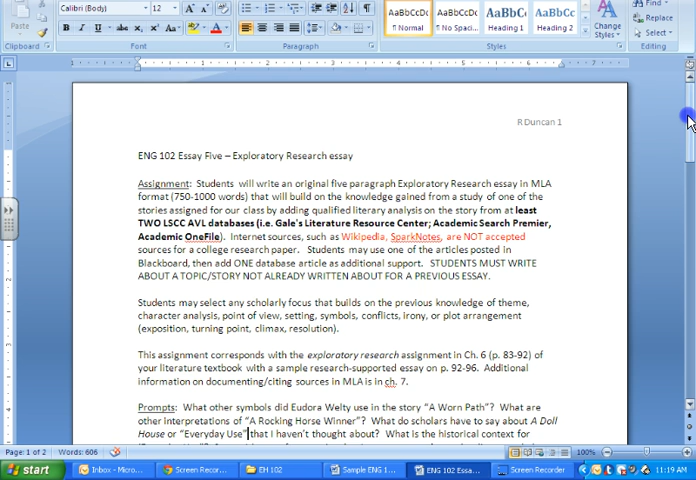 Calibri (Body)
12
AaBbCcDc
AaBbCcDc
AaBbC
AaBbCc
Find
Replace
Paste
¶ Normal
¶ No Spaci...
Heading 1
Heading 2
Change
Styles
Select
Clipboard
Font
Paragraph
Styles
Editing
R Duncan 1
ENG 102 Essay Five – Exploratory Research essay
Assignment: Students will write an original five paragraph Exploratory Research essay in MLA
format (750-1000 words) that will build on the knowledge gained from a study of one of the
stories assigned for our class by adding qualified literary analysis on the story from at least
TWO LSCC AVL databases (i.e. Gale's Literature Resource Center; Academic Search Premier,
Academic OneFile). Internet sources, such as Wikipedia, SparkNotes, are NOT accepted
sources for a college research paper. Students may use one of the articles posted in
Blackboard, then add ONE database article as additional support. STUDENTS MUST WRITE
ABOUT A TOPIC/STORY NOT ALREADY WRITTEN ABOUT FOR A PREVIOUS ESSAY.
Students may select any scholarly focus that builds on the previous knowledge of theme,
character analysis, point of view, setting, symbols, conflicts, irony, or plot arrangement
(exposition, turning point, climax, resolution).
This assignment corresponds with the exploratory research assignment in Ch. 6 (p. 83-92) of
your literature textbook with a sample research-supported essay on p. 92-96. Additional
information on documenting/citing sources in MLA is in ch. 7.
Prompts: What other symbols did Eudora Welty use in the story “A Worn Path”? What are
other interpretations of “A Rocking Horse Winner”? What do scholars have to say about A Doll
House or “Everyday Use” that I haven’t thought about? What is the historical context for
Page: 1 of 2
Words: 606
100%
start
Inbox - Micro...
Screen Recor...
EH 102
Sample ENG 1...
ENG 102 Essa...
Screen Recorder
11:19 AM